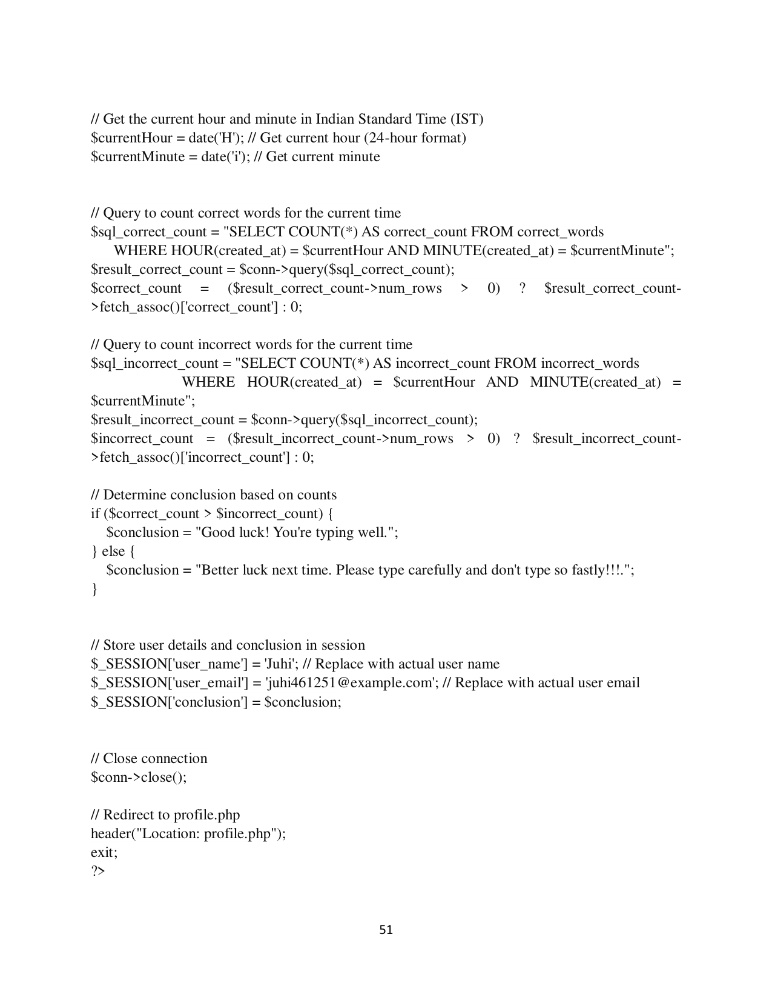 // Get the current hour and minute in Indian Standard Time (IST)
$currentHour = date('H'); // Get current hour (24-hour format)
$currentMinute = date('i'); // Get current minute
// Query to count correct words for the current time
$sql_correct_count = "SELECT COUNT(*) AS correct_count FROM correct_words
WHERE HOUR(created_at) = $currentHour AND MINUTE(created_at) = $currentMinute";
$result_correct_count = $conn->query($sql_correct_count);
$correct_count = ($result_correct_count->num_rows > 0) ? $result_correct_count-
>fetch_assoc()['correct_count'] : 0;
// Query to count incorrect words for the current time
$sql_incorrect_count = "SELECT COUNT(*) AS incorrect_count FROM incorrect_words
WHERE HOUR(created_at) = $currentHour AND MINUTE(created_at) =
$currentMinute";
$result_incorrect_count = $conn->query($sql_incorrect_count);
$incorrect_count = ($result_incorrect_count->num_rows > 0) ? $result_incorrect_count-
>fetch_assoc()['incorrect_count'] : 0;
// Determine conclusion based on counts
if ($correct_count > $incorrect_count) {
$conclusion = "Good luck! You're typing well.";
} else {
$conclusion = "Better luck next time. Please type carefully and don't type so fastly!!!.";
}
// Store user details and conclusion in session
$_SESSION['user_name'] = 'Juhi'; // Replace with actual user name
$_SESSION['user_email'] = 'juhi461251@example.com'; // Replace with actual user email
$_SESSION['conclusion'] = $conclusion;
// Close connection
$conn->close();
// Redirect to profile.php
header("Location: profile.php");
exit;
?>
51